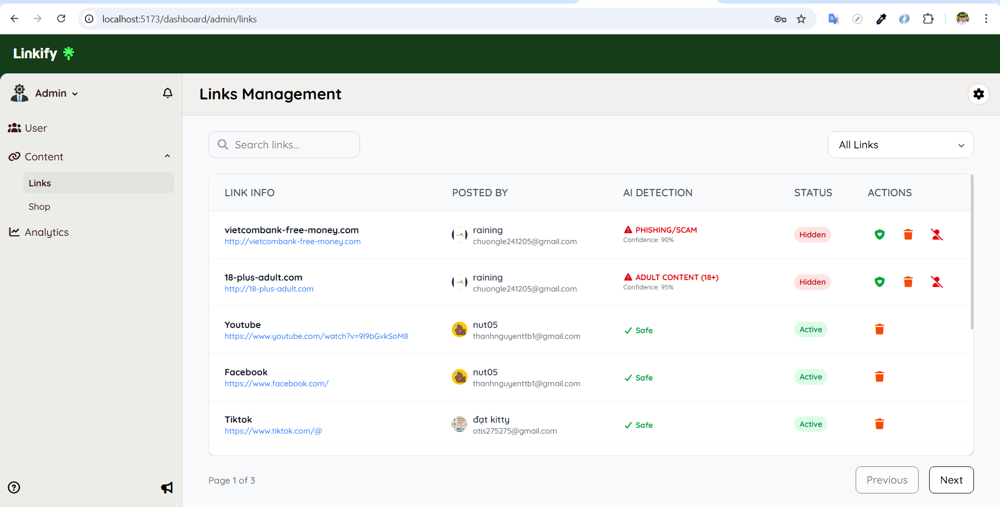 localhost:5173/dashboard/admin/links
Linkify
Admin
Links Management
User
Content
Links
Shop
Analytics
Search links...
All Links
LINK INFO POSTED BY AI DETECTION STATUS ACTIONS
vietcombank-free-money.com raining PHISHING/SCAM Hidden
http://vietcombank-free-money.com chuongle241205@gmail.com Confidence: 90%
18-plus-adult.com raining ADULT CONTENT (18+) Hidden
http://18-plus-adult.com chuongle241205@gmail.com Confidence: 95%
Youtube nut05 Safe Active
https://www.youtube.com/watch?v=9l9bGvkSoM8 thanhnguyenttb1@gmail.com
Facebook nut05 Safe Active
https://www.facebook.com/ thanhnguyenttb1@gmail.com
Tiktok đạt kitty Safe Active
https://www.tiktok.com/@ otis275275@gmail.com
Page 1 of 3
Previous Next